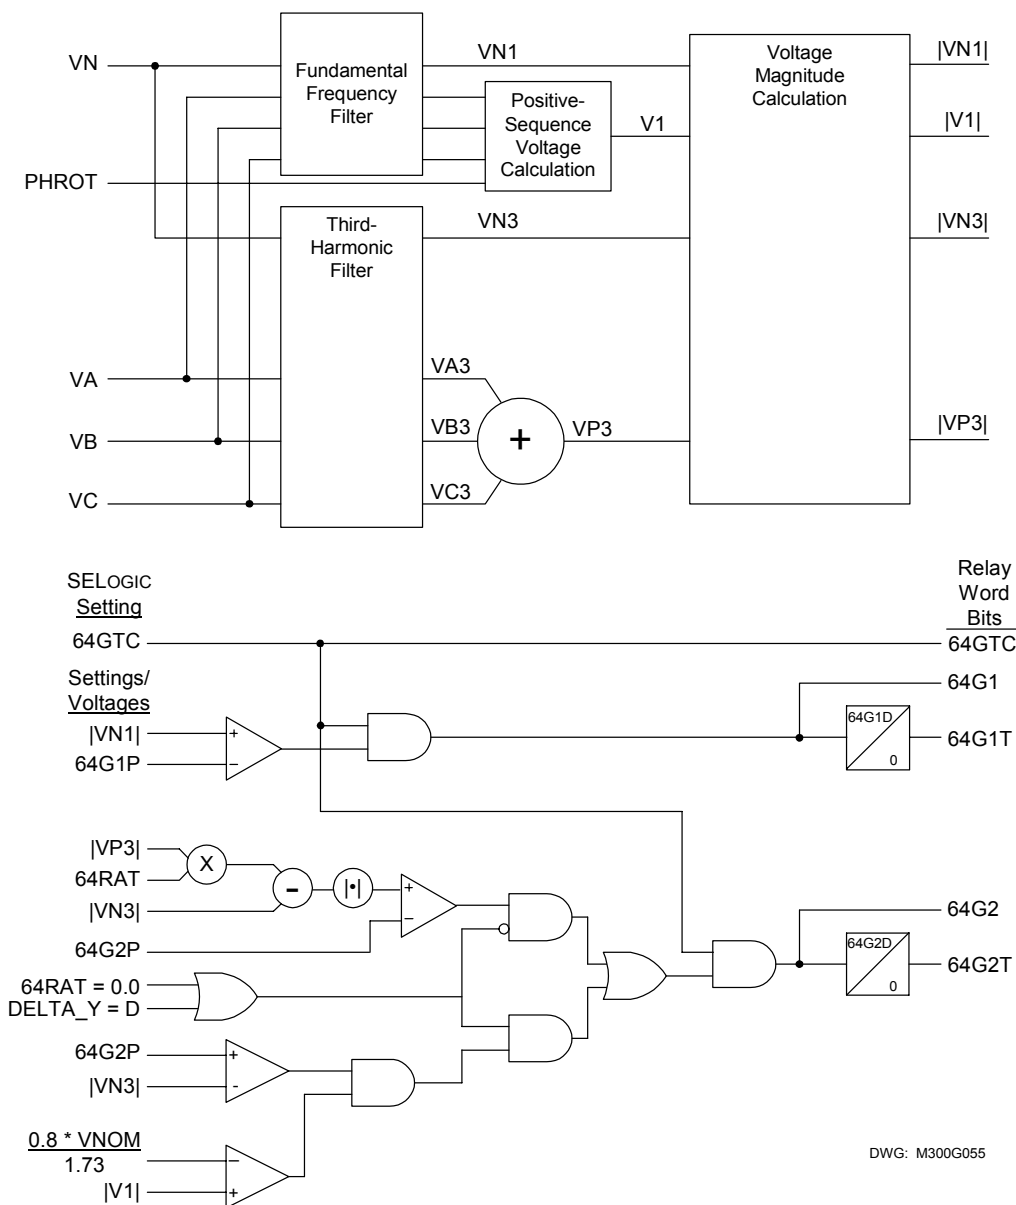 VN
Fundamental
Frequency
Filter
VN1
Positive-
Sequence
Voltage
Calculation
V1
Voltage
Magnitude
Calculation
|VN1|
|V1|
PHROT
Third-
Harmonic
Filter
VN3
|VN3|
VA
VA3
VB
VB3
+
VP3
|VP3|
VC
VC3
SELOGIC
Setting
64GTC
Relay
Word
Bits
64GTC
Settings/
Voltages
|VN1|
+
64G1P
–
64G1
64G1D
0
64G1T
|VP3|
64RAT
X
|VN3|
-
|•|
+
–
64G2P
64G2
64G2D
0
64G2T
64RAT = 0.0
DELTA_Y = D
64G2P
+
|VN3|
-
0.8 * VNOM
1.73
–
|V1|
+
DWG: M300G055